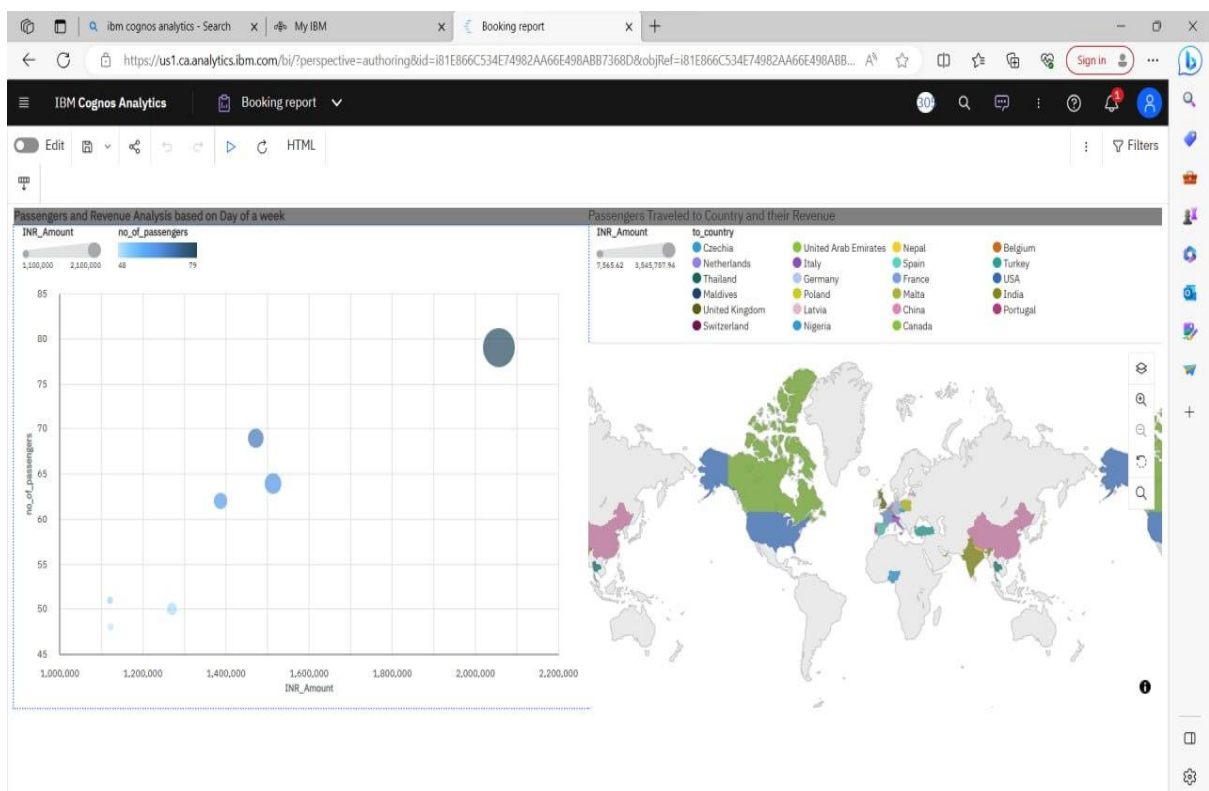 ibm cognos analytics - Search
My IBM
Booking report
https://us1.ca.analytics.ibm.com/bi/?perspective=authoring&id=i81E866C534E74982AA66E498ABB7368D&objRef=i81E866C534E74982AA66E498ABB...
Sign in
IBM Cognos Analytics
Booking report
1
Edit
HTML
Filters
Passengers and Revenue Analysis based on Day of a week
INR_Amount
no_of_passengers
1,100,000 2,100,000
48 79
85
80
75
70
65
60
55
50
45
no_of_passengers
1,000,000 1,200,000 1,400,000 1,600,000 1,800,000 2,000,000 2,200,000
INR_Amount
Passengers Traveled to Country and their Revenue
INR_Amount
7,565.62 3,545,757.94
to_country
Czechia United Arab Emirates Nepal Belgium
Netherlands Italy Spain Turkey
Thailand Germany France USA
Maldives Poland Malta India
United Kingdom Latvia China Portugal
Switzerland Nigeria Canada